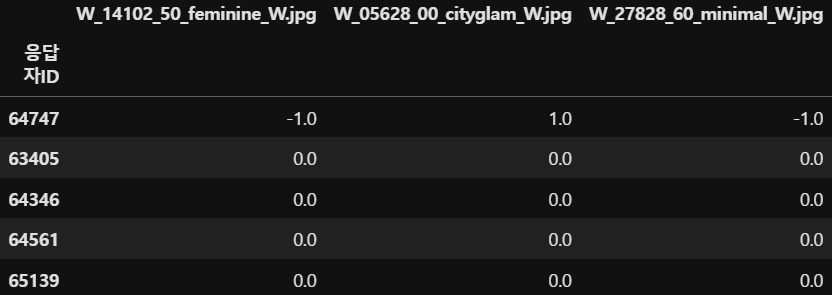 W_14102_50_feminine_W.jpg W_05628_00_cityglam_W.jpg W_27828_60_minimal_W.jpg
응답
자ID
64747 -1.0 1.0 -1.0
63405 0.0 0.0 0.0
64346 0.0 0.0 0.0
64561 0.0 0.0 0.0
65139 0.0 0.0 0.0